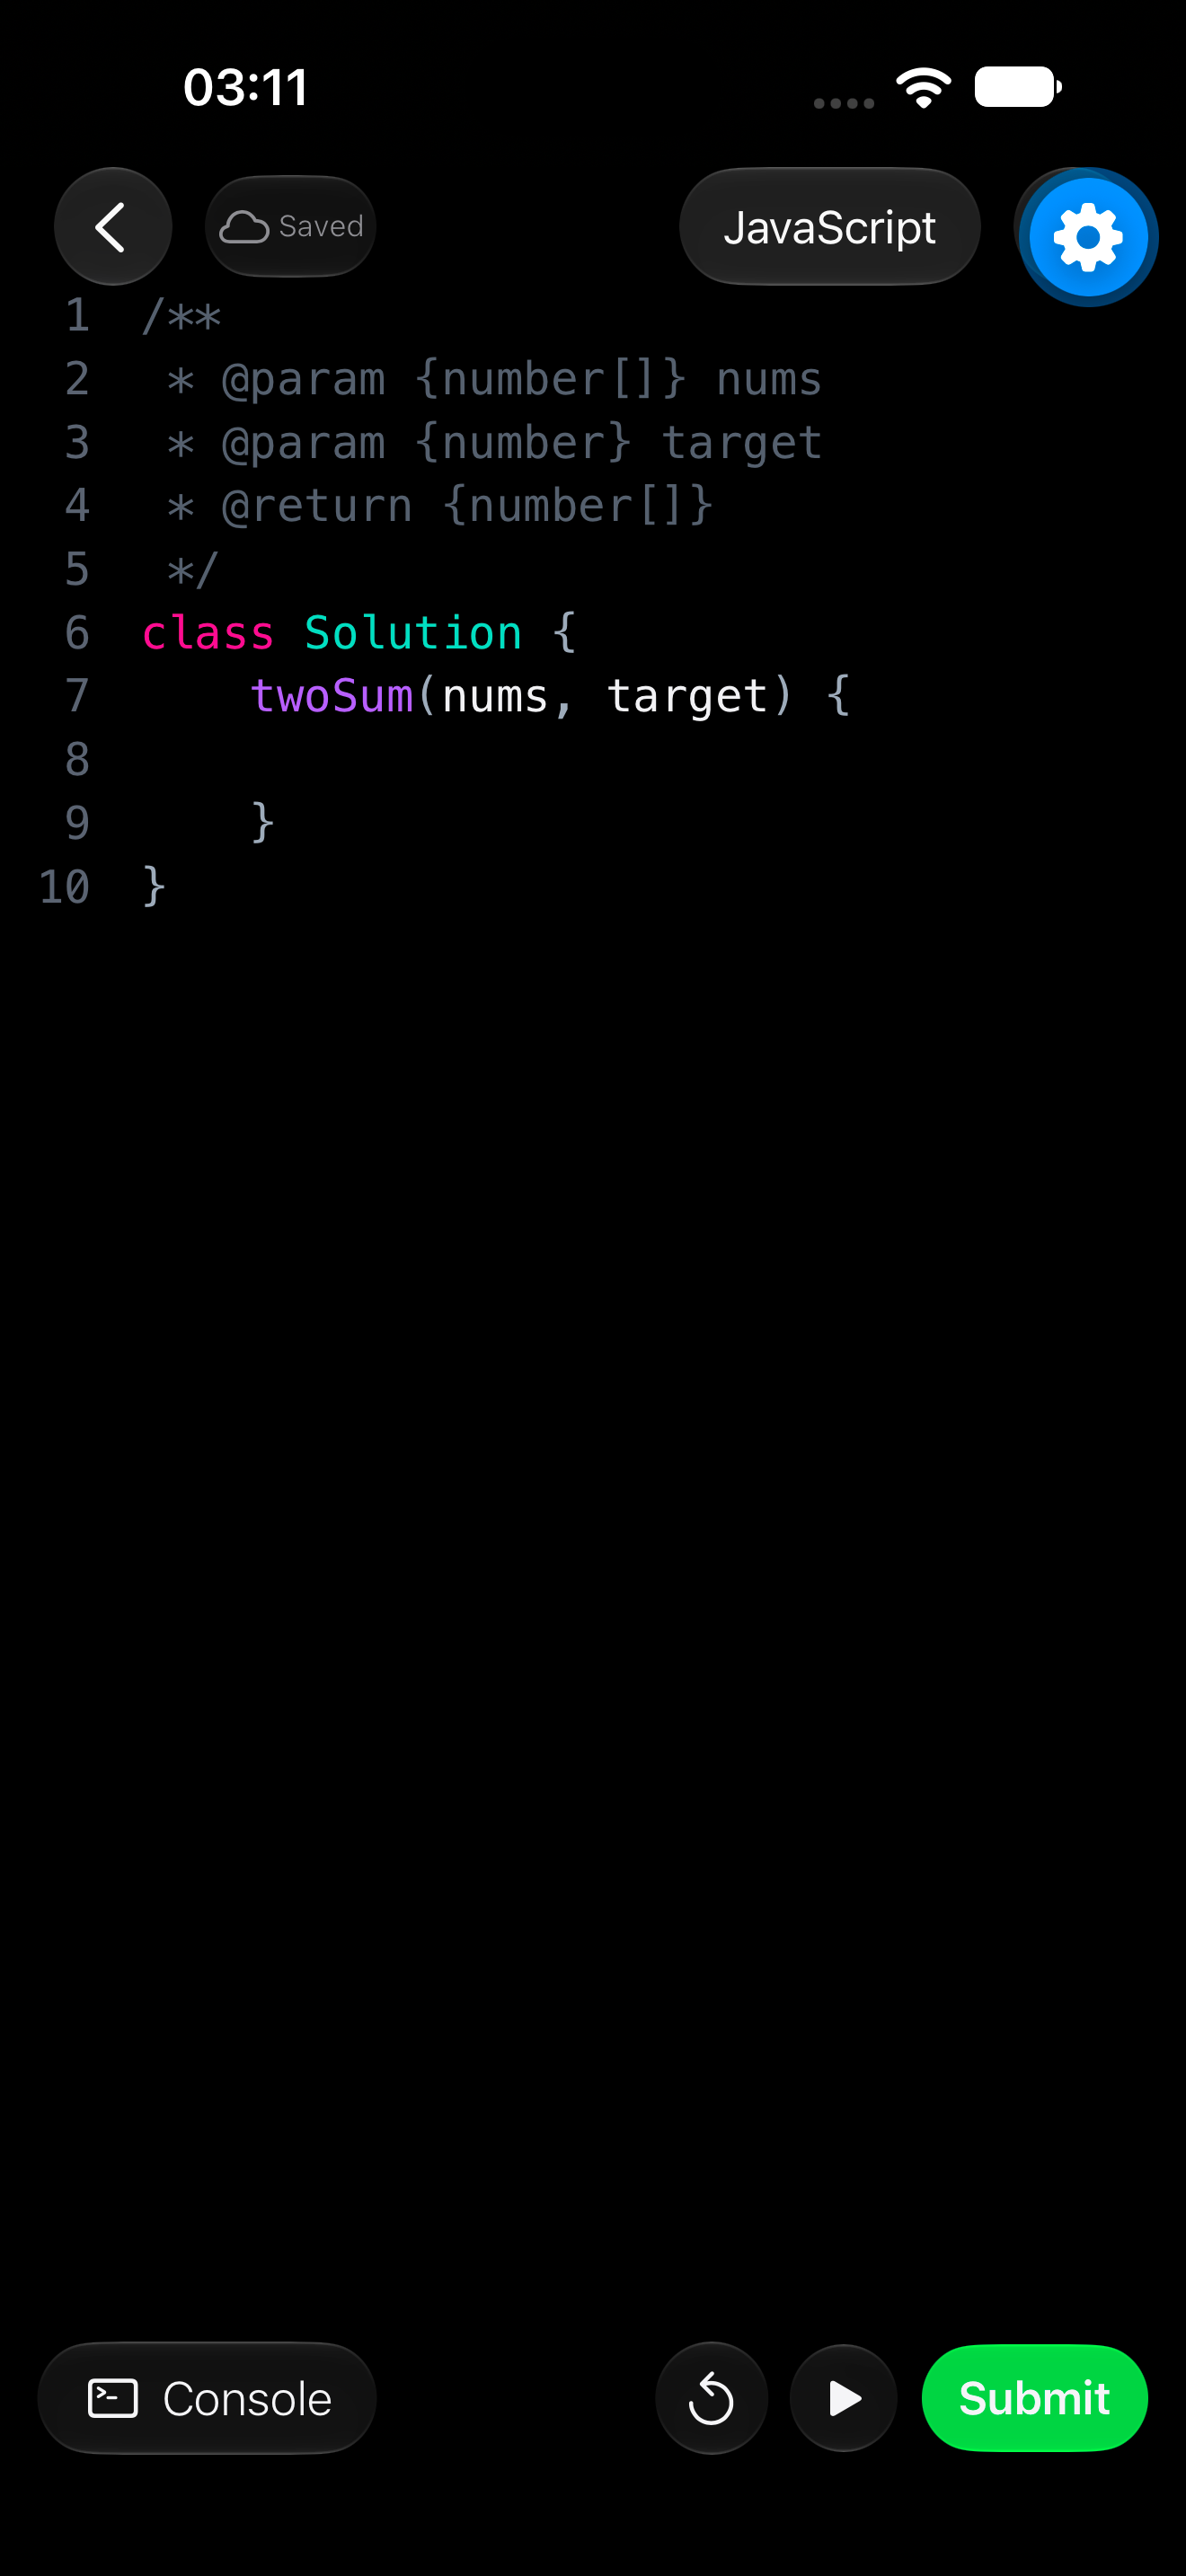 03:11
Saved
JavaScript
1 /**
2  * @param {number[]} nums
3  * @param {number} target
4  * @return {number[]}
5  */
6 class Solution {
7     twoSum(nums, target) {
8
9     }
10 }
Console
Submit